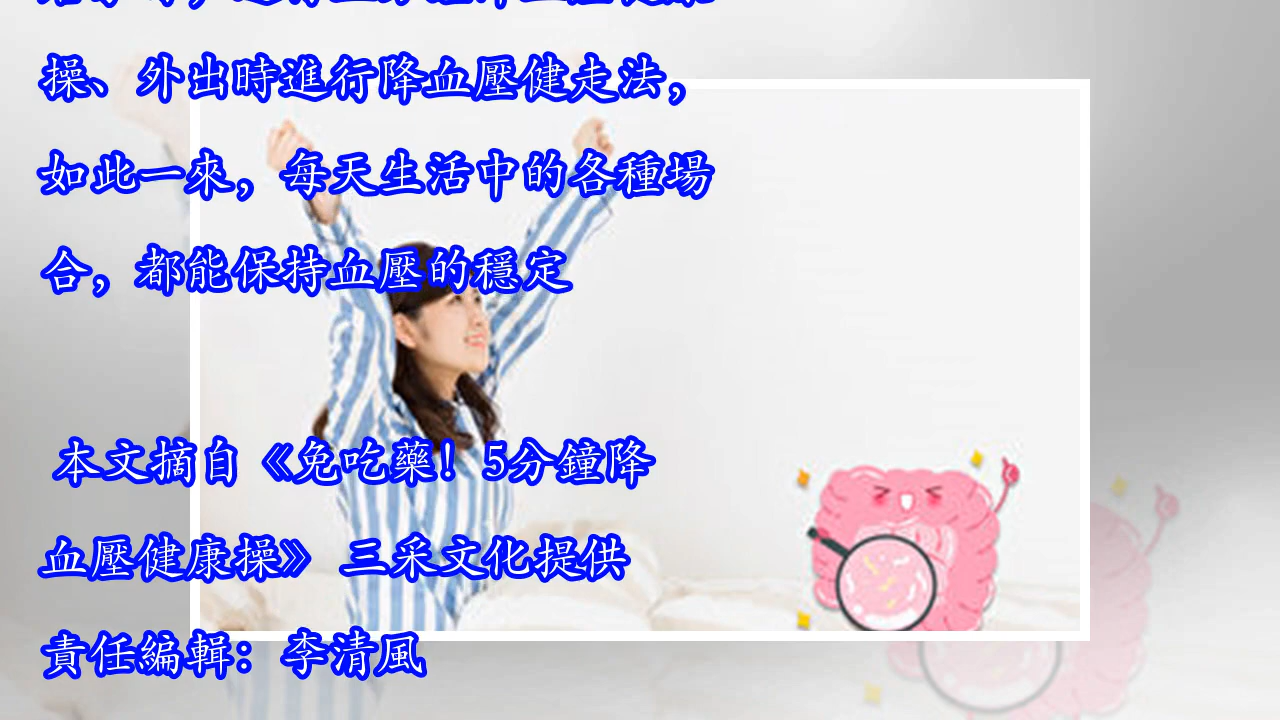 操、外出時進行降血壓健走法，
如此一來，每天生活中的各種場
合，都能保持血壓的穩定
本文摘自《免吃藥！5分鐘降
血壓健康操》 三采文化提供
責任編輯：李清風